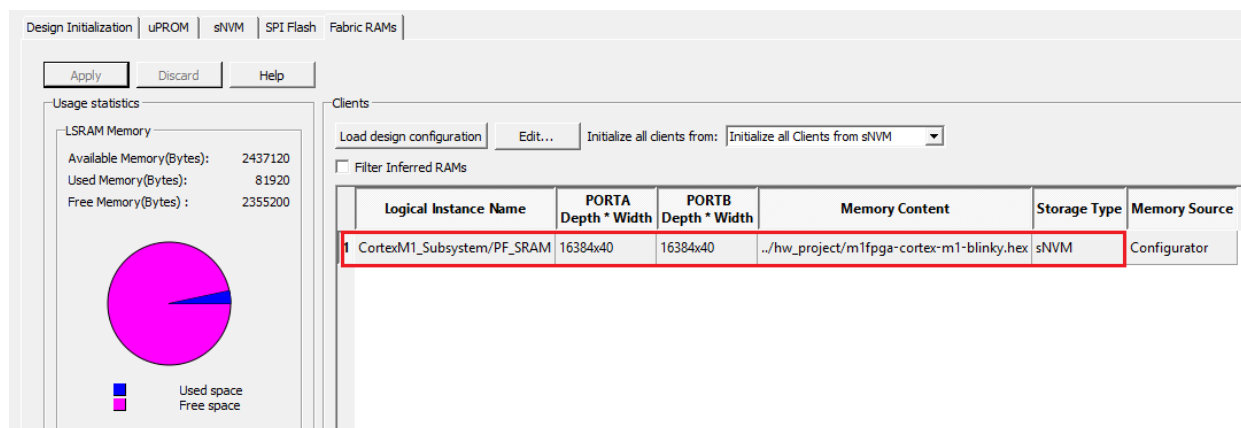 Design Initialization uPROM sNVM SPI Flash Fabric RAMs
Apply Discard Help
Usage statistics
LSRAM Memory
Available Memory(Bytes): 2437120
Used Memory(Bytes): 81920
Free Memory(Bytes) : 2355200
Used space
Free space
Clients
Load design configuration Edit... Initialize all clients from: Initialize all Clients from sNVM
Filter Inferred RAMs
Logical Instance Name PORTA Depth * Width PORTB Depth * Width Memory Content Storage Type Memory Source
1 CortexM1_Subsystem/PF_SRAM 16384x40 16384x40 ../hw_project/m1fpga-cortex-m1-blinky.hex sNVM Configurator